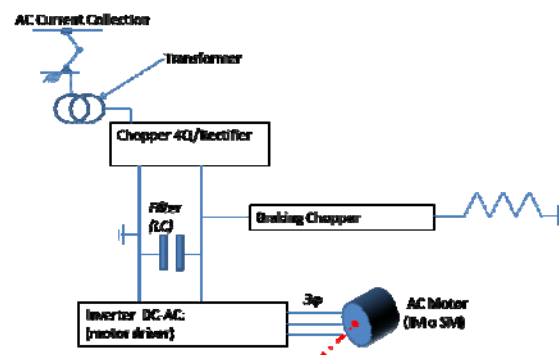 AC Current Collection
Transformer
Chopper 4Q/Rectifier
Filter
(LC)
Braking Chopper
3φ
AC Motor
(IM o SM)
Inverter DC-AC:
(motor driver)